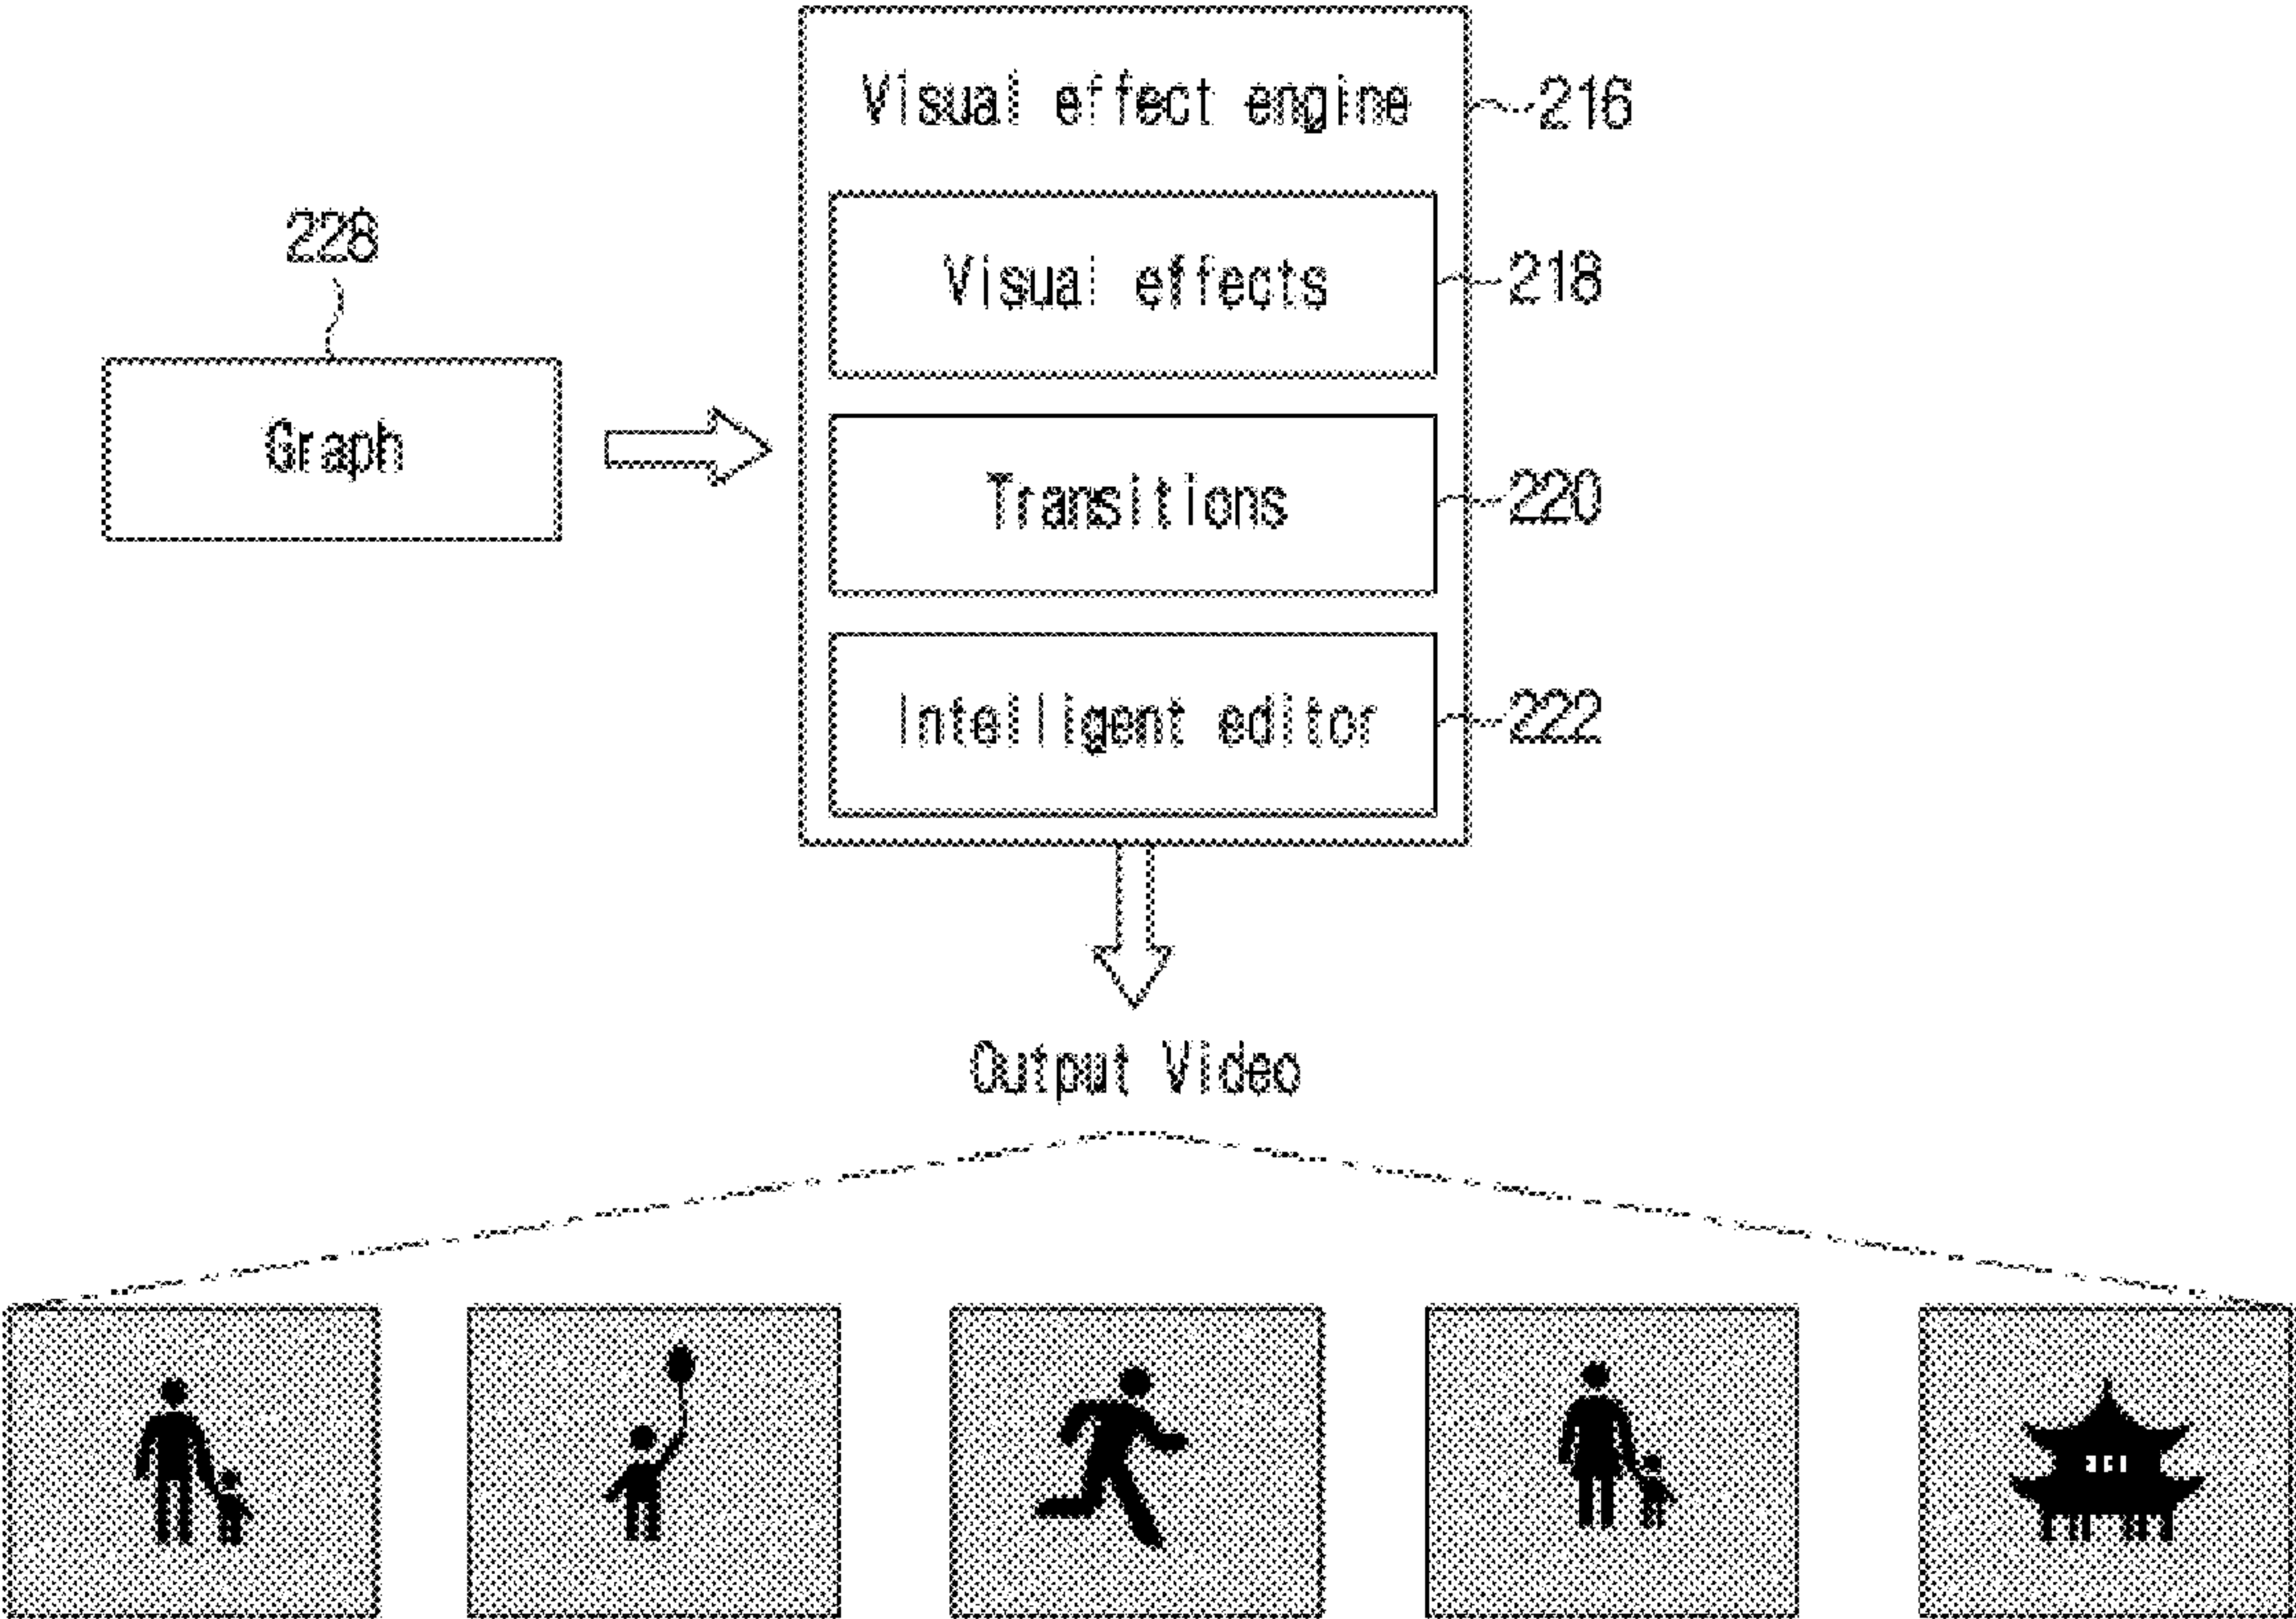 Visual effect engine 216
228
Visual effects 218
Graph
Transitions 220
Intelligent editor 222
Output Video